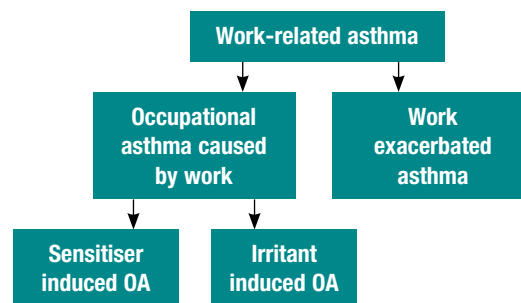 Work-related asthma
Occupational
asthma caused
by work
Work
exacerbated
asthma
Sensitiser
induced OA
Irritant
induced OA